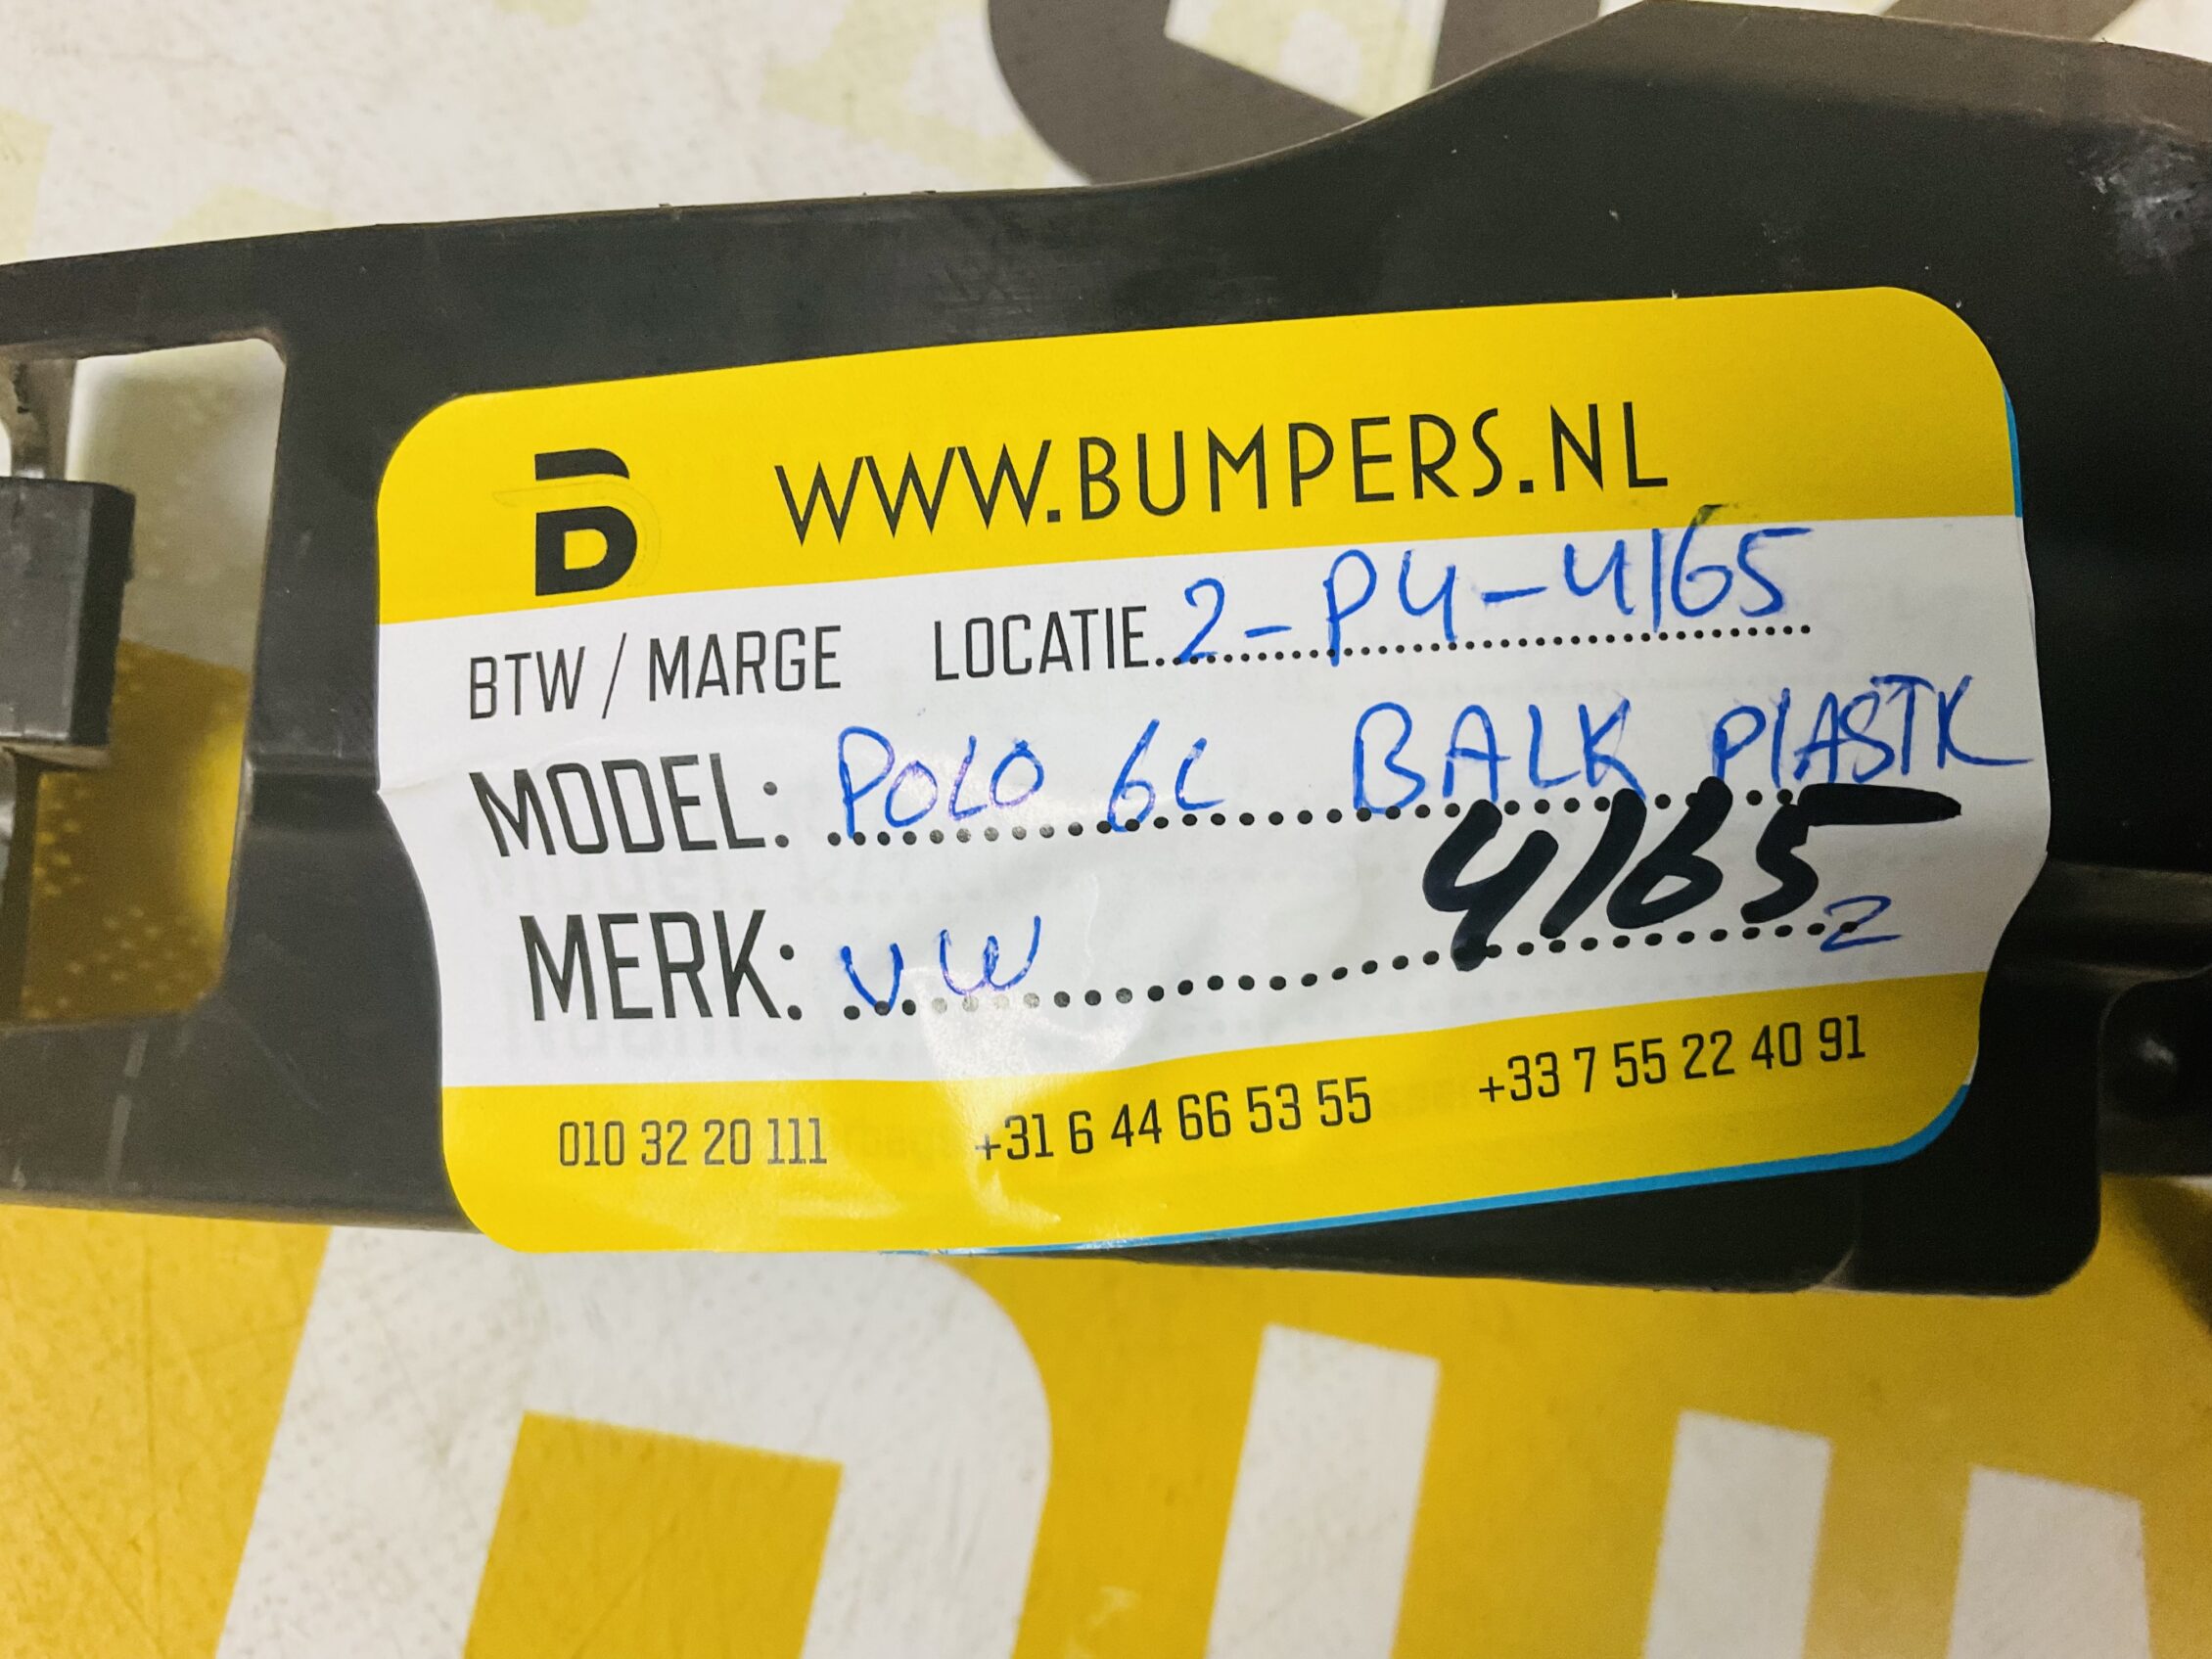 WWW.BUMPERS.NL
BTW / MARGE LOCATIE 2-P4-4165
MODEL: POLO 6C BALK PLASTK
4165
MERK: VW 2
010 32 20 111 +31 6 44 66 53 55 +33 7 55 22 40 91